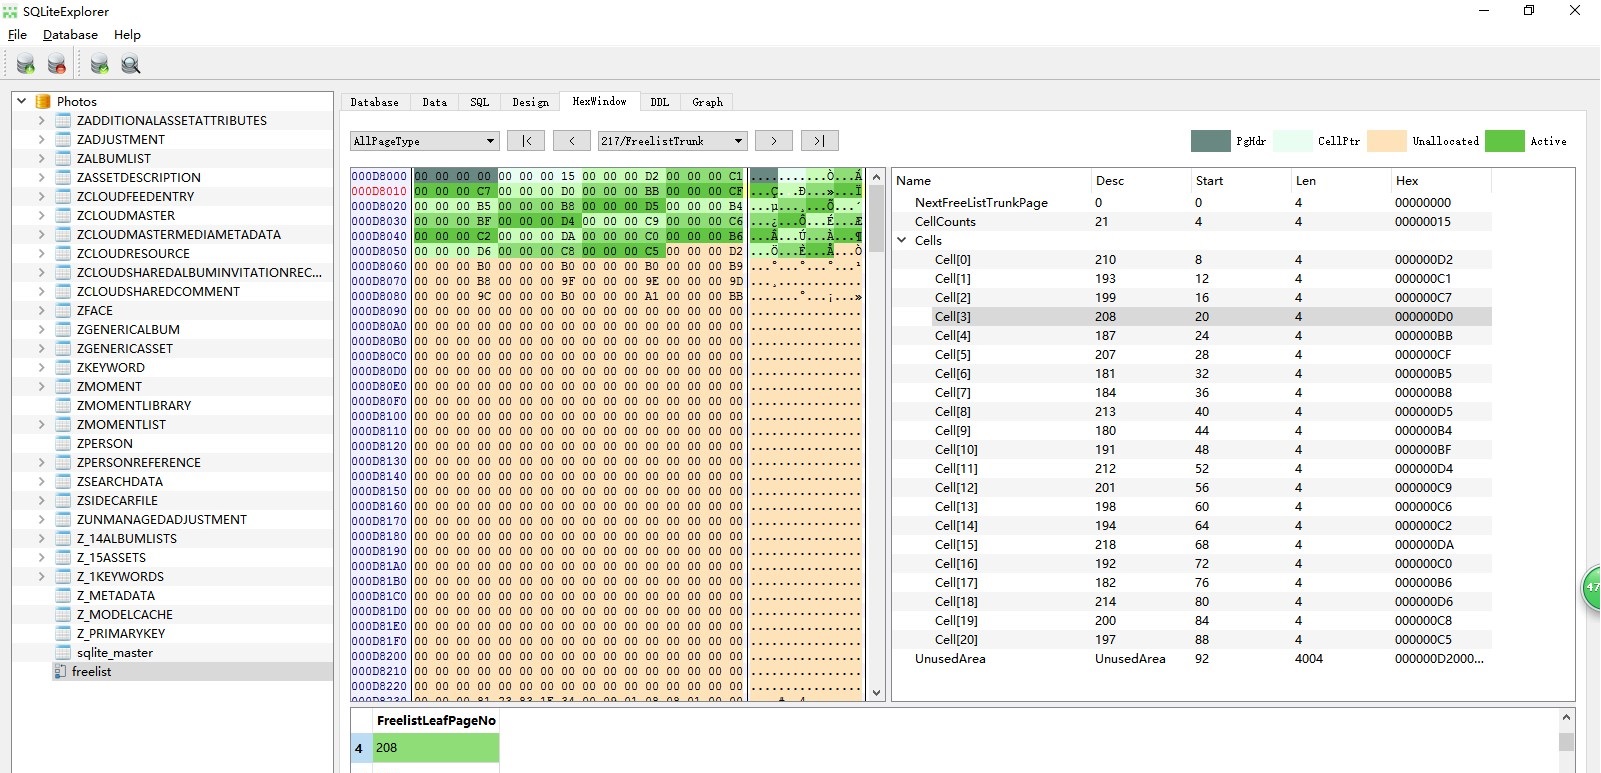 SQLiteExplorer
File Database Help
Photos
ZADDITIONALASSETATTRIBUTES
ZADJUSTMENT
ZALBUMLIST
ZASSETDESCRIPTION
ZCLOUDFEEDENTRY
ZCLOUDMASTER
ZCLOUDMASTERMEDIAMETADATA
ZCLOUDRESOURCE
ZCLOUDSHAREDALBUMINVITATIONREC...
ZCLOUDSHAREDCOMMENT
ZFACE
ZGENERICALBUM
ZGENERICASSET
ZKEYWORD
ZMOMENT
ZMOMENTLIBRARY
ZMOMENTLIST
ZPERSON
ZPERSONREFERENCE
ZSEARCHDATA
ZSIDECARFILE
ZUNMANAGEDADJUSTMENT
Z_14ALBUMLISTS
Z_15ASSETS
Z_1KEYWORDS
Z_METADATA
Z_MODELCACHE
Z_PRIMARYKEY
sqlite_master
freelist
Database Data SQL Design HexWindow DDL Graph
AllPageType |< < 217/FreelistTrunk > >| PgHdr CellPtr Unallocated Active
000D8000 00 00 00 00 00 00 00 15 00 00 00 D2 00 00 00 C1
000D8010 00 00 00 C7 00 00 00 D0 00 00 00 BB 00 00 00 CF
000D8020 00 00 00 B5 00 00 00 B8 00 00 00 D5 00 00 00 B4
000D8030 00 00 00 BF 00 00 00 D4 00 00 00 C9 00 00 00 C6
000D8040 00 00 00 C2 00 00 00 DA 00 00 00 C0 00 00 00 B6
000D8050 00 00 00 D6 00 00 00 C8 00 00 00 C5 00 00 00 D2
000D8060 00 00 00 B0 00 00 00 B0 00 00 00 B0 00 00 00 B9
000D8070 00 00 00 B8 00 00 00 9F 00 00 00 9E 00 00 00 9D
000D8080 00 00 00 9C 00 00 00 B0 00 00 00 A1 00 00 00 BB
000D8090 00 00 00 00 00 00 00 00 00 00 00 00 00 00 00 00
000D80A0 00 00 00 00 00 00 00 00 00 00 00 00 00 00 00 00
000D80B0 00 00 00 00 00 00 00 00 00 00 00 00 00 00 00 00
000D80C0 00 00 00 00 00 00 00 00 00 00 00 00 00 00 00 00
000D80D0 00 00 00 00 00 00 00 00 00 00 00 00 00 00 00 00
000D80E0 00 00 00 00 00 00 00 00 00 00 00 00 00 00 00 00
000D80F0 00 00 00 00 00 00 00 00 00 00 00 00 00 00 00 00
000D8100 00 00 00 00 00 00 00 00 00 00 00 00 00 00 00 00
000D8110 00 00 00 00 00 00 00 00 00 00 00 00 00 00 00 00
000D8120 00 00 00 00 00 00 00 00 00 00 00 00 00 00 00 00
000D8130 00 00 00 00 00 00 00 00 00 00 00 00 00 00 00 00
000D8140 00 00 00 00 00 00 00 00 00 00 00 00 00 00 00 00
000D8150 00 00 00 00 00 00 00 00 00 00 00 00 00 00 00 00
000D8160 00 00 00 00 00 00 00 00 00 00 00 00 00 00 00 00
000D8170 00 00 00 00 00 00 00 00 00 00 00 00 00 00 00 00
000D8180 00 00 00 00 00 00 00 00 00 00 00 00 00 00 00 00
000D8190 00 00 00 00 00 00 00 00 00 00 00 00 00 00 00 00
000D81A0 00 00 00 00 00 00 00 00 00 00 00 00 00 00 00 00
000D81B0 00 00 00 00 00 00 00 00 00 00 00 00 00 00 00 00
000D81C0 00 00 00 00 00 00 00 00 00 00 00 00 00 00 00 00
000D81D0 00 00 00 00 00 00 00 00 00 00 00 00 00 00 00 00
000D81E0 00 00 00 00 00 00 00 00 00 00 00 00 00 00 00 00
000D81F0 00 00 00 00 00 00 00 00 00 00 00 00 00 00 00 00
000D8200 00 00 00 00 00 00 00 00 00 00 00 00 00 00 00 00
000D8210 00 00 00 00 00 00 00 00 00 00 00 00 00 00 00 00
000D8220 00 00 00 00 00 00 00 00 00 00 00 00 00 00 00 00
Name Desc Start Len Hex
NextFreeListTrunkPage 0 0 4 00000000
CellCounts 21 4 4 00000015
Cells
Cell[0] 210 8 4 000000D2
Cell[1] 193 12 4 000000C1
Cell[2] 199 16 4 000000C7
Cell[3] 208 20 4 000000D0
Cell[4] 187 24 4 000000BB
Cell[5] 207 28 4 000000CF
Cell[6] 181 32 4 000000B5
Cell[7] 184 36 4 000000B8
Cell[8] 213 40 4 000000D5
Cell[9] 180 44 4 000000B4
Cell[10] 191 48 4 000000BF
Cell[11] 212 52 4 000000D4
Cell[12] 201 56 4 000000C9
Cell[13] 198 60 4 000000C6
Cell[14] 194 64 4 000000C2
Cell[15] 218 68 4 000000DA
Cell[16] 192 72 4 000000C0
Cell[17] 182 76 4 000000B6
Cell[18] 214 80 4 000000D6
Cell[19] 200 84 4 000000C8
Cell[20] 197 88 4 000000C5
UnusedArea UnusedArea 92 4004 000000D2000...
47
FreelistLeafPageNo
4 208